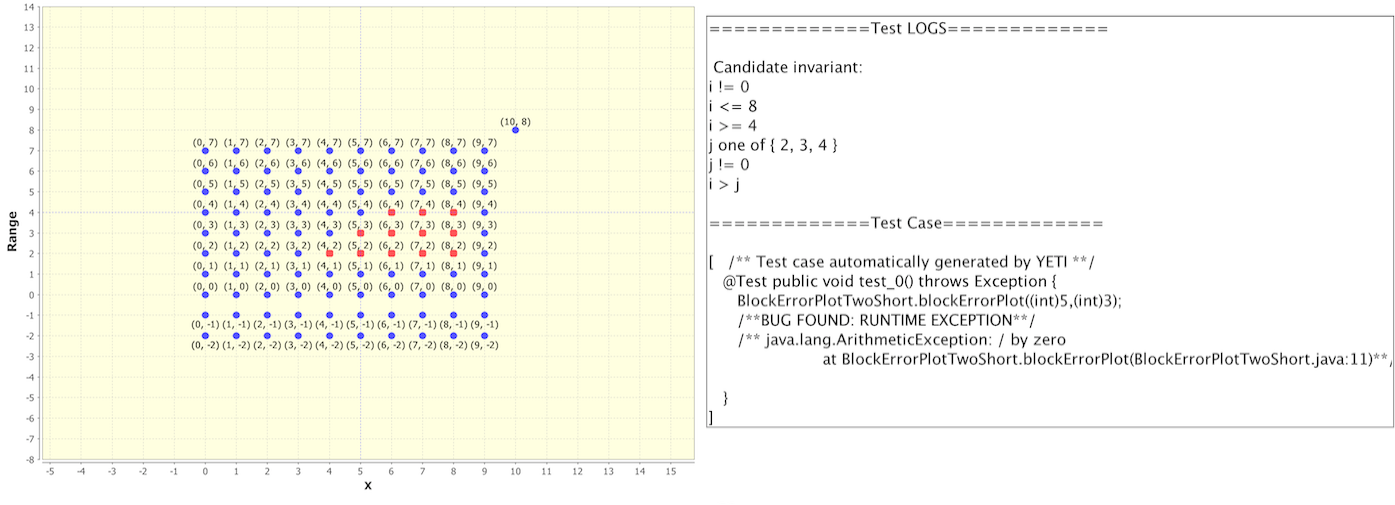 14
13
12
11
10
9
(10, 8)
8
(0, 7) (1, 7) (2, 7) (3, 7) (4, 7) (5, 7) (6, 7) (7, 7) (8, 7) (9, 7)
7
(0, 6) (1, 6) (2, 6) (3, 6) (4, 6) (5, 6) (6, 6) (7, 6) (8, 6) (9, 6)
6
(0, 5) (1, 5) (2, 5) (3, 5) (4, 5) (5, 5) (6, 5) (7, 5) (8, 5) (9, 5)
5
(0, 4) (1, 4) (2, 4) (3, 4) (4, 4) (5, 4) (6, 4) (7, 4) (8, 4) (9, 4)
4
(0, 3) (1, 3) (2, 3) (3, 3) (4, 3) (5, 3) (6, 3) (7, 3) (8, 3) (9, 3)
3
Range
(0, 2) (1, 2) (2, 2) (3, 2) (4, 2) (5, 2) (6, 2) (7, 2) (8, 2) (9, 2)
2
(0, 1) (1, 1) (2, 1) (3, 1) (4, 1) (5, 1) (6, 1) (7, 1) (8, 1) (9, 1)
1
(0, 0) (1, 0) (2, 0) (3, 0) (4, 0) (5, 0) (6, 0) (7, 0) (8, 0) (9, 0)
0
-1
(0, -1) (1, -1) (2, -1) (3, -1) (4, -1) (5, -1) (6, -1) (7, -1) (8, -1) (9, -1)
-2
(0, -2) (1, -2) (2, -2) (3, -2) (4, -2) (5, -2) (6, -2) (7, -2) (8, -2) (9, -2)
-3
-4
-5
-6
-7
-8
-5 -4 -3 -2 -1 0 1 2 3 4 5 6 7 8 9 10 11 12 13 14 15
x
=============Test LOGS=============
Candidate invariant:
i != 0
i <= 8
i >= 4
j one of { 2, 3, 4 }
j != 0
i > j
=============Test Case=============
[ /** Test case automatically generated by YETI **/
@Test public void test_0() throws Exception {
BlockErrorPlotTwoShort.blockErrorPlot((int)5,(int)3);
/**BUG FOUND: RUNTIME EXCEPTION**/
/** java.lang.ArithmeticException: / by zero
at BlockErrorPlotTwoShort.blockErrorPlot(BlockErrorPlotTwoShort.java:11)**/
}
]